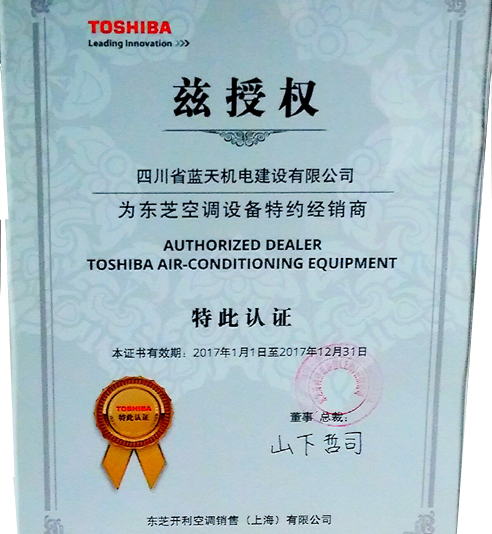 TOSHIBA
Leading Innovation >>>
兹授权
四川省蓝天机电建设有限公司
为东芝空调设备特约经销商
AUTHORIZED DEALER
TOSHIBA AIR-CONDITIONING EQUIPMENT
特此认证
本证书有效期：2017年1月1日至2017年12月31日
TOSHIBA
特此认证
董事 总裁：
山下哲司
东芝开利空调销售（上海）有限公司